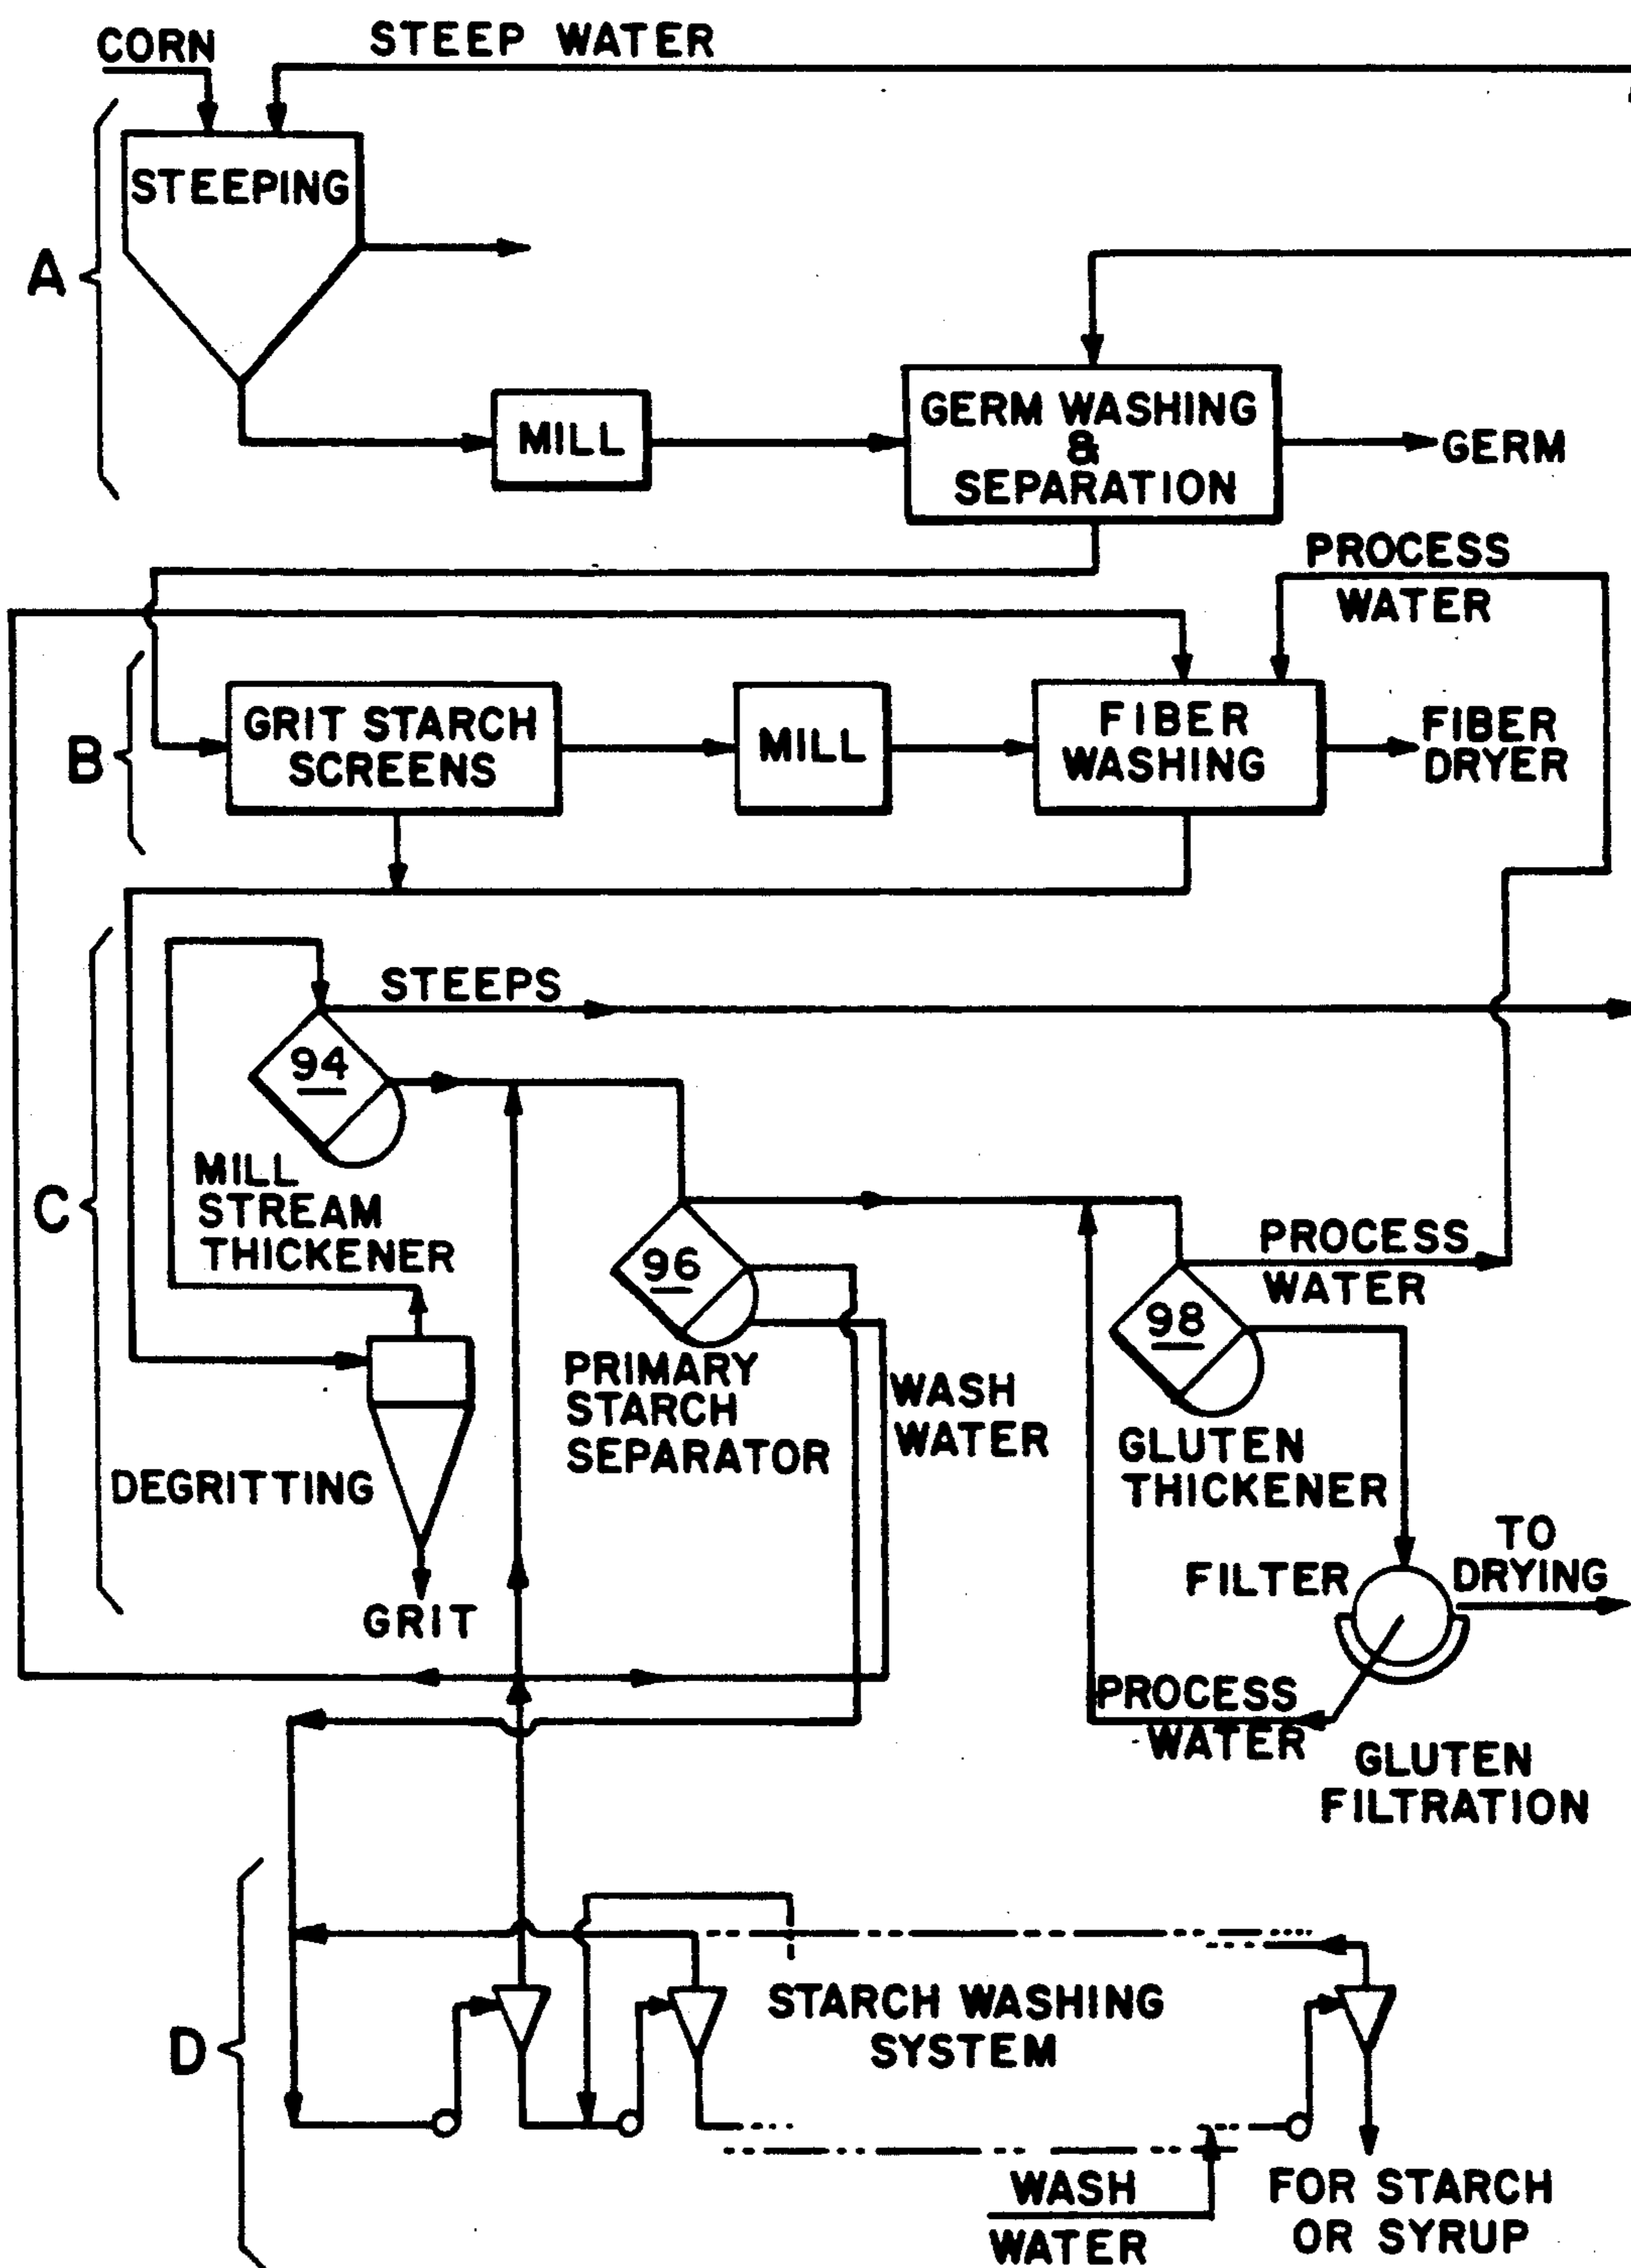 CORN
STEEP WATER
STEEPING
A
MILL
GERM WASHING
&
SEPARATION
GERM
PROCESS
WATER
B
GRIT STARCH
SCREENS
MILL
FIBER
WASHING
FIBER
DRYER
STEEPS
94
MILL
STREAM
THICKENER
C
96
PROCESS
WATER
98
PRIMARY
STARCH
SEPARATOR
WASH
WATER
GLUTEN
THICKENER
DEGRITTING
GRIT
FILTER
TO
DRYING
PROCESS
WATER
GLUTEN
FILTRATION
D
STARCH WASHING
SYSTEM
WASH
WATER
FOR STARCH
OR SYRUP